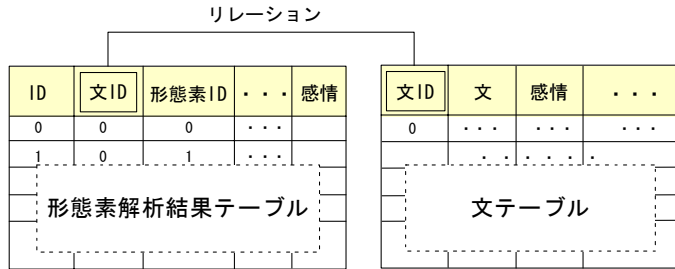 リレーション
ID 文ID 形態素ID ・・・ 感情
0 0 0 ・・・
1 0 1 ・・・
形態素解析結果テーブル
文ID 文 感情 ・・・
0 ・・・ ・・・ ・・・
・ ・ ・ ・ ・ ・
文テーブル